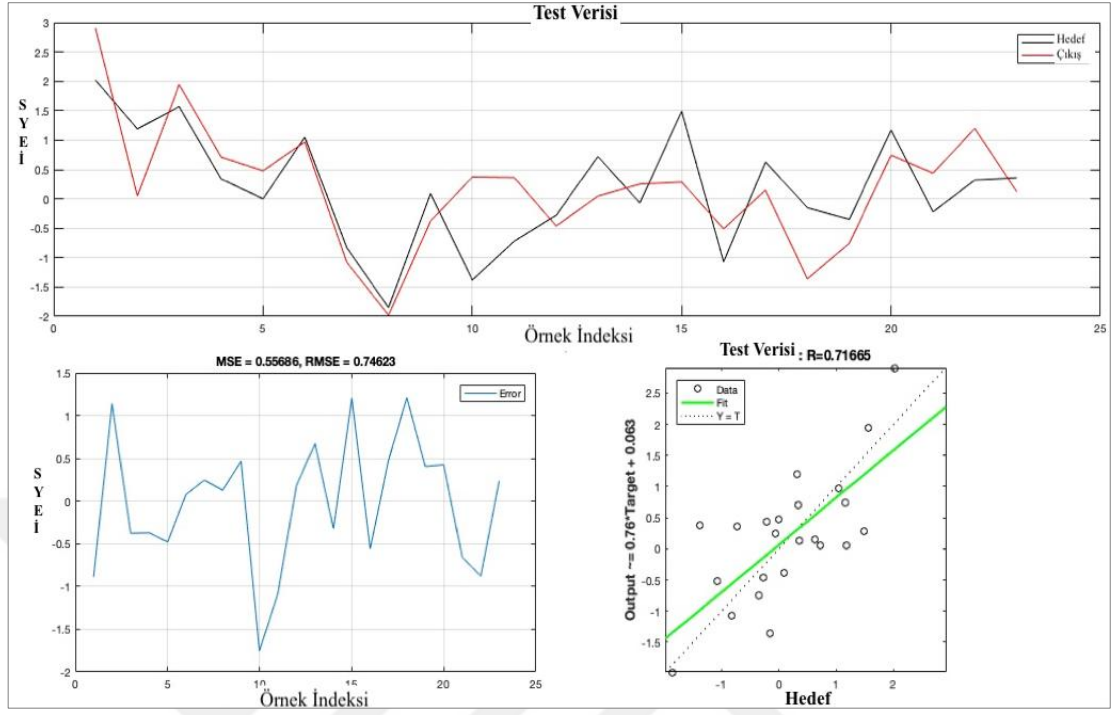 Test Verisi
3
2.5
2
1.5
1
0.5
0
-0.5
-1
-1.5
-2
S
Y
E
İ
Hedef
Çıkış
0
5
10
15
20
25
Örnek İndeksi
MSE = 0.55686, RMSE = 0.74623
1.5
1
0.5
0
-0.5
-1
-1.5
-2
S
Y
E
İ
Error
0
5
10
15
20
25
Örnek İndeksi
Test Verisi : R=0.71665
Output ~= 0.76*Target + 0.063
2.5
2
1.5
1
0.5
0
-0.5
-1
-1.5
Data
Fit
Y = T
-1
0
1
2
Hedef